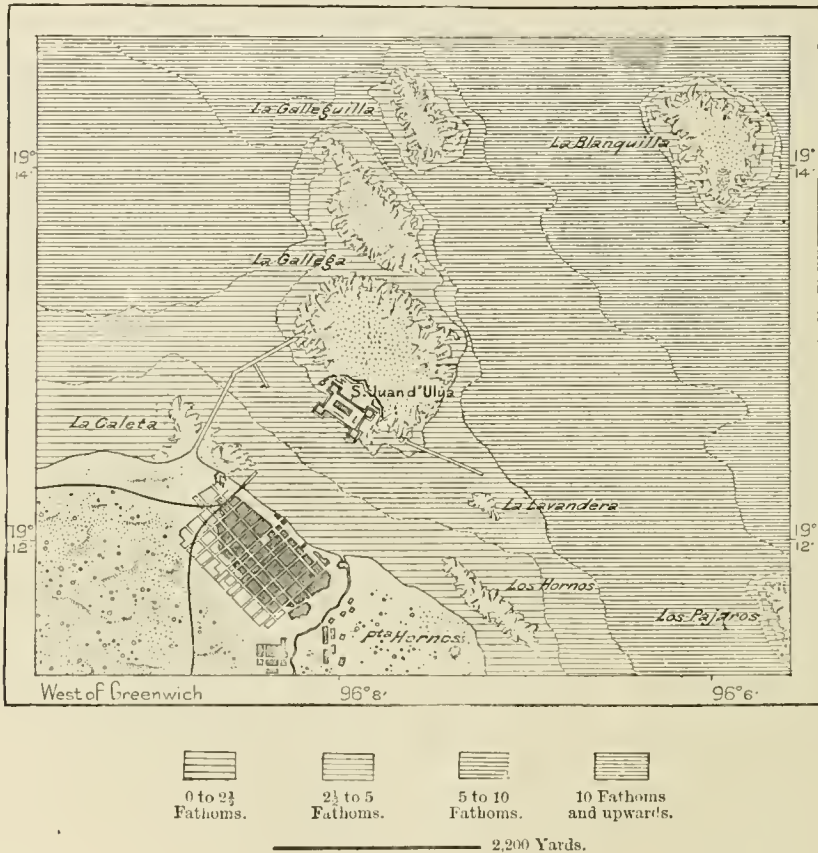 La Galleguilla
La Blanquilla
19°
14'
19°
14'
La Gallega
S. Juan d'Ulua
La Caleta
La Lavandera
19°
12'
19°
12'
Los Hornos
Los Pajaros
Pta Hornos
West of Greenwich
96°8'
96°6'
0 to 2½
Fathoms.
2½ to 5
Fathoms.
5 to 10
Fathoms.
10 Fathoms
and upwards.
2,200 Yards.